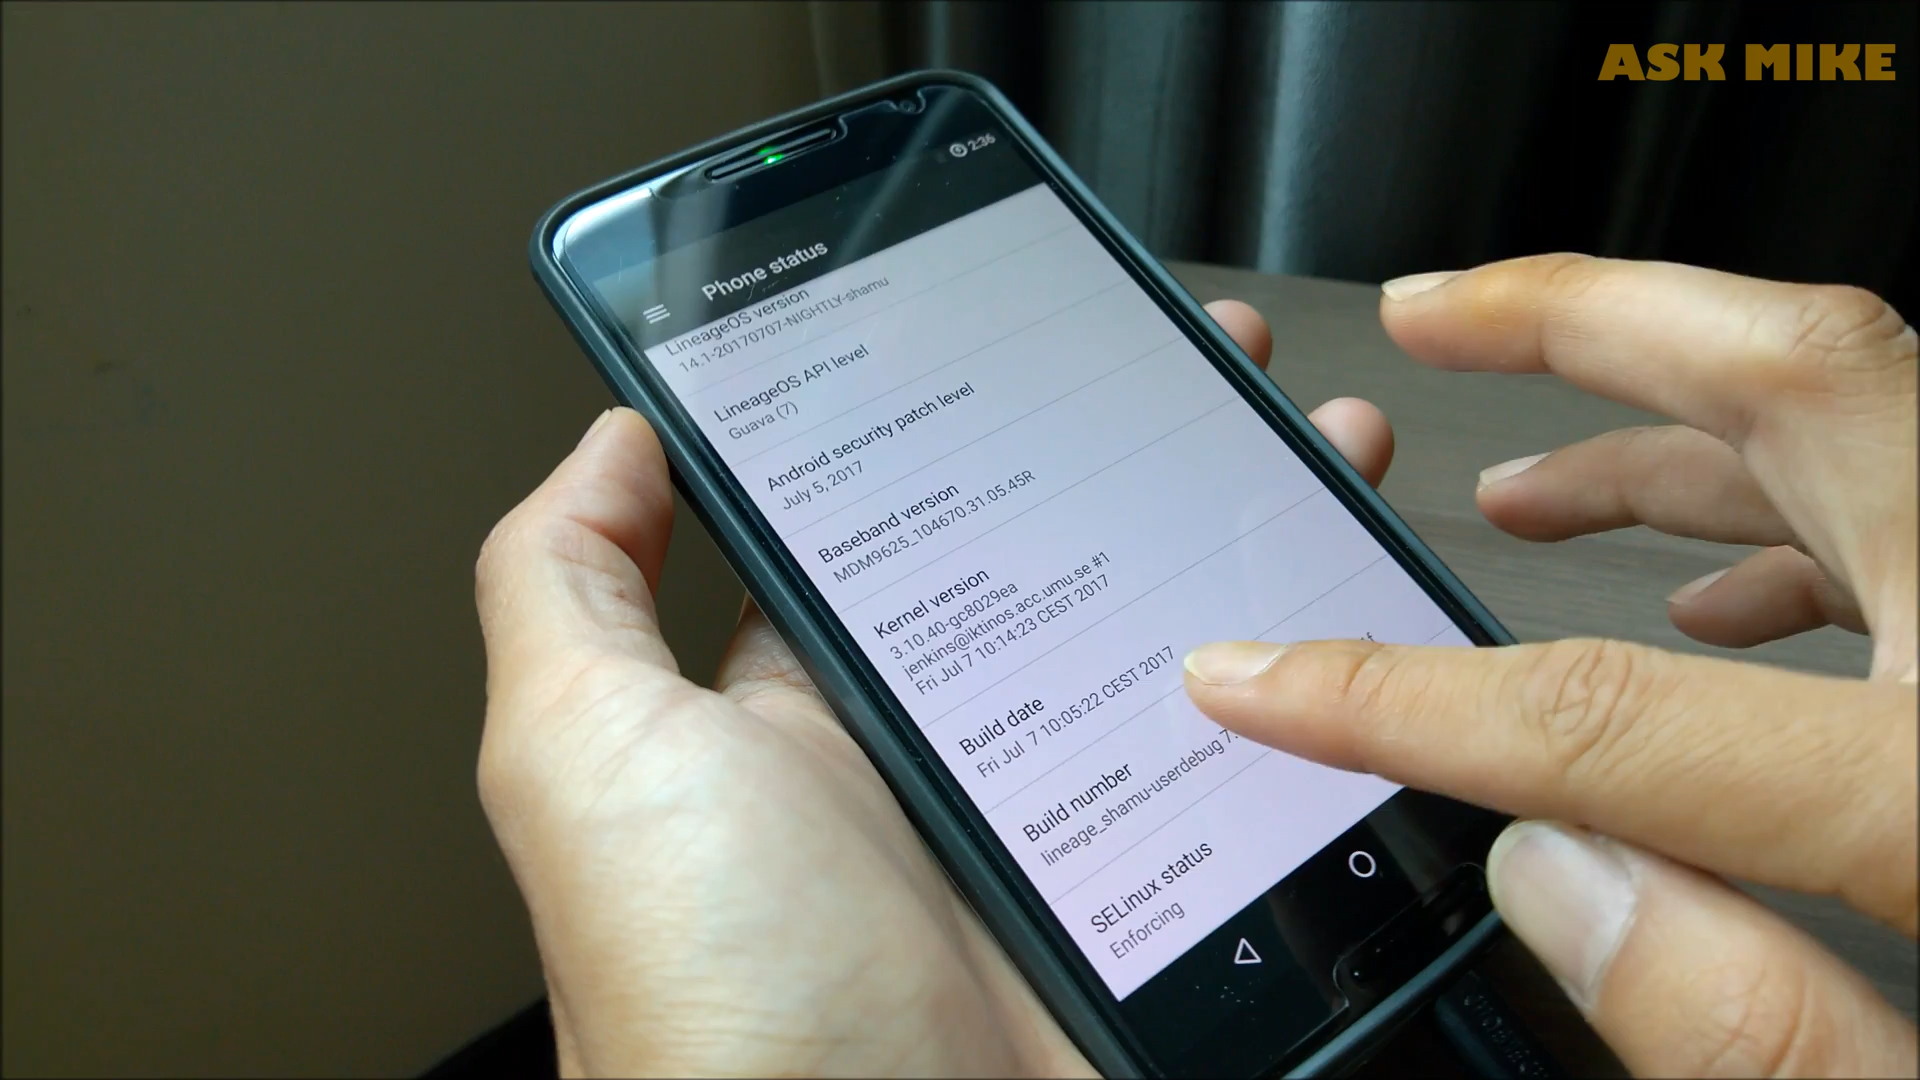 ASK MIKE
2:36
Phone status
LineageOS version
14.1-20170707-NIGHTLY-shamu
LineageOS API level
Guava (7)
Android security patch level
July 5, 2017
Baseband version
MDM9625_104670.31.05.45R
Kernel version
3.10.40-gc8029ea
jenkins@iktinos.acc.umu.se #1
Fri Jul 7 10:14:23 CEST 2017
Build date
Fri Jul 7 10:05:22 CEST 2017
Build number
lineage_shamu-userdebug 7.
SELinux status
Enforcing